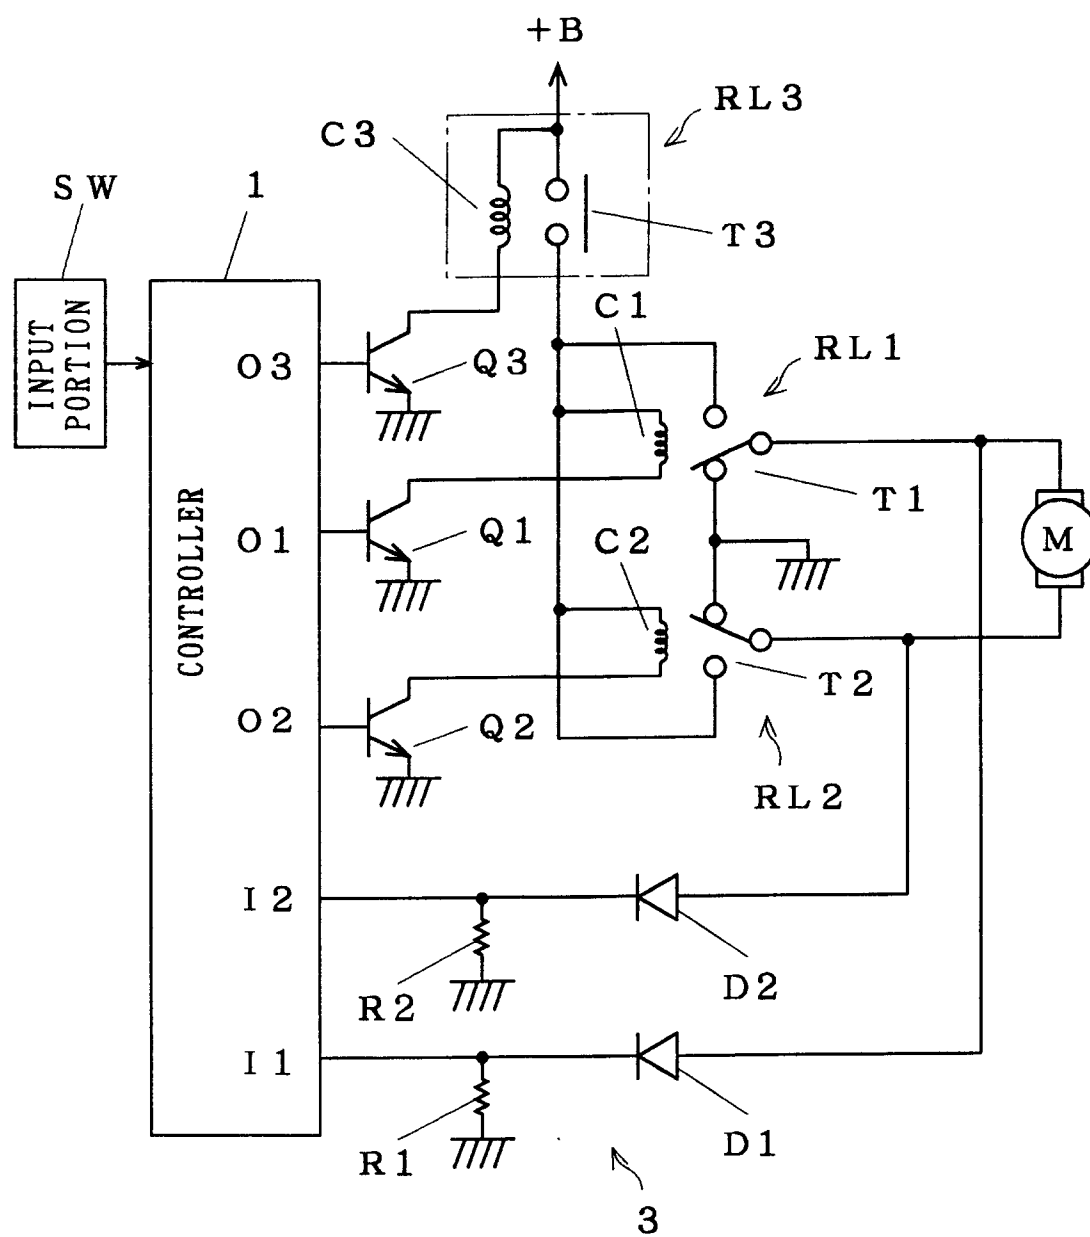 +B
RL3
C3
SW
1
T3
C1
RL1
INPUT
PORTION
O3
Q3
CONTROLLER
T1
O1
Q1
C2
M
T2
O2
Q2
RL2
I2
D2
R2
I1
D1
R1
3